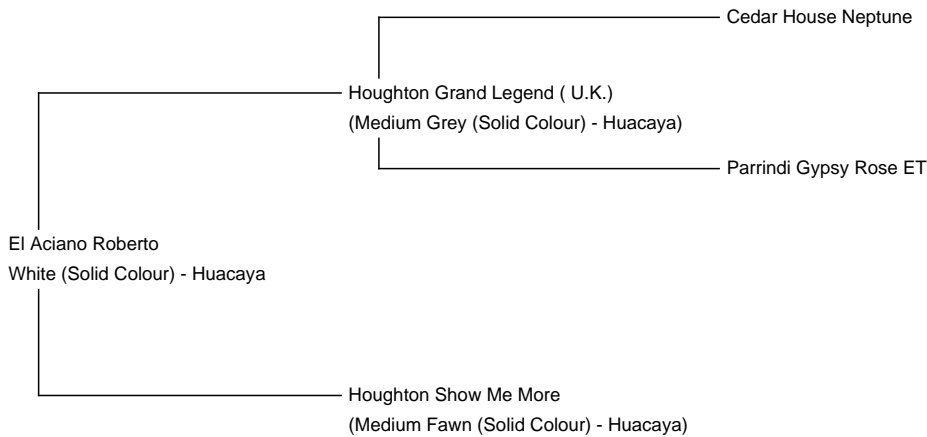 Cedar House Neptune
Houghton Grand Legend ( U.K.)
(Medium Grey (Solid Colour) - Huacaya)
Parrindi Gypsy Rose ET
El Aciano Roberto
White (Solid Colour) - Huacaya
Houghton Show Me More
(Medium Fawn (Solid Colour) - Huacaya)